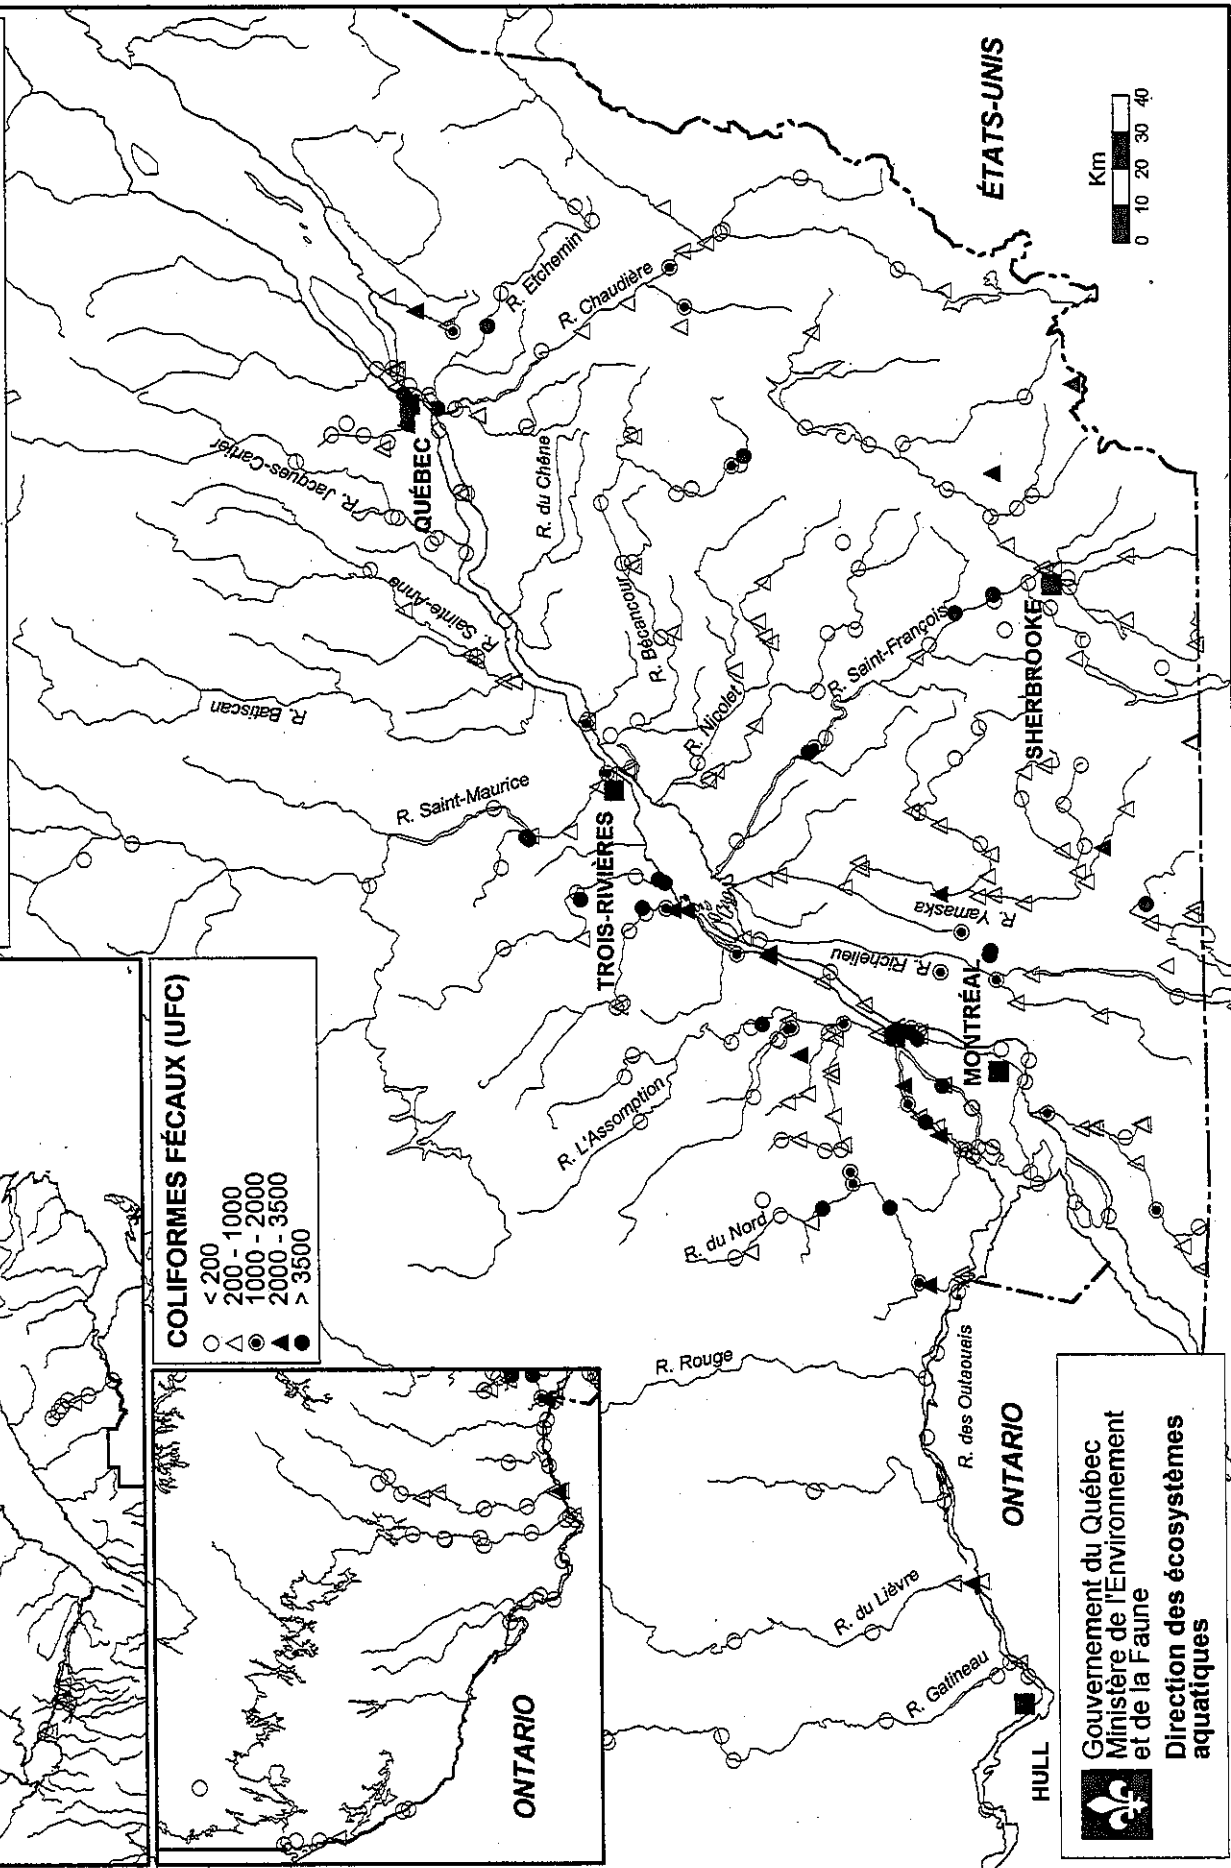 COLIFORMES FÉCAUX (UFC)
< 200
200 - 1000
1000 - 2000
2000 - 3500
> 3500
ONTARIO
R. Jacques-Cartier
QUÉBEC
R. Etchemin
R. Chaudière
R. Sainte-Anne
R. du Chêne
R. Batiscan
R. Bécancour
R. Saint-Maurice
R. Nicolet
TROIS-RIVIÈRES
R. Saint-François
SHERBROOKE
R. Yamaska
R. Richelieu
MONTRÉAL
R. L'Assomption
R. du Nord
R. Rouge
R. des Outaouais
ONTARIO
R. du Lièvre
R. Gatineau
HULL
ÉTATS-UNIS
Km
0 10 20 30 40
Gouvernement du Québec
Ministère de l'Environnement
et de la Faune
Direction des écosystèmes
aquatiques